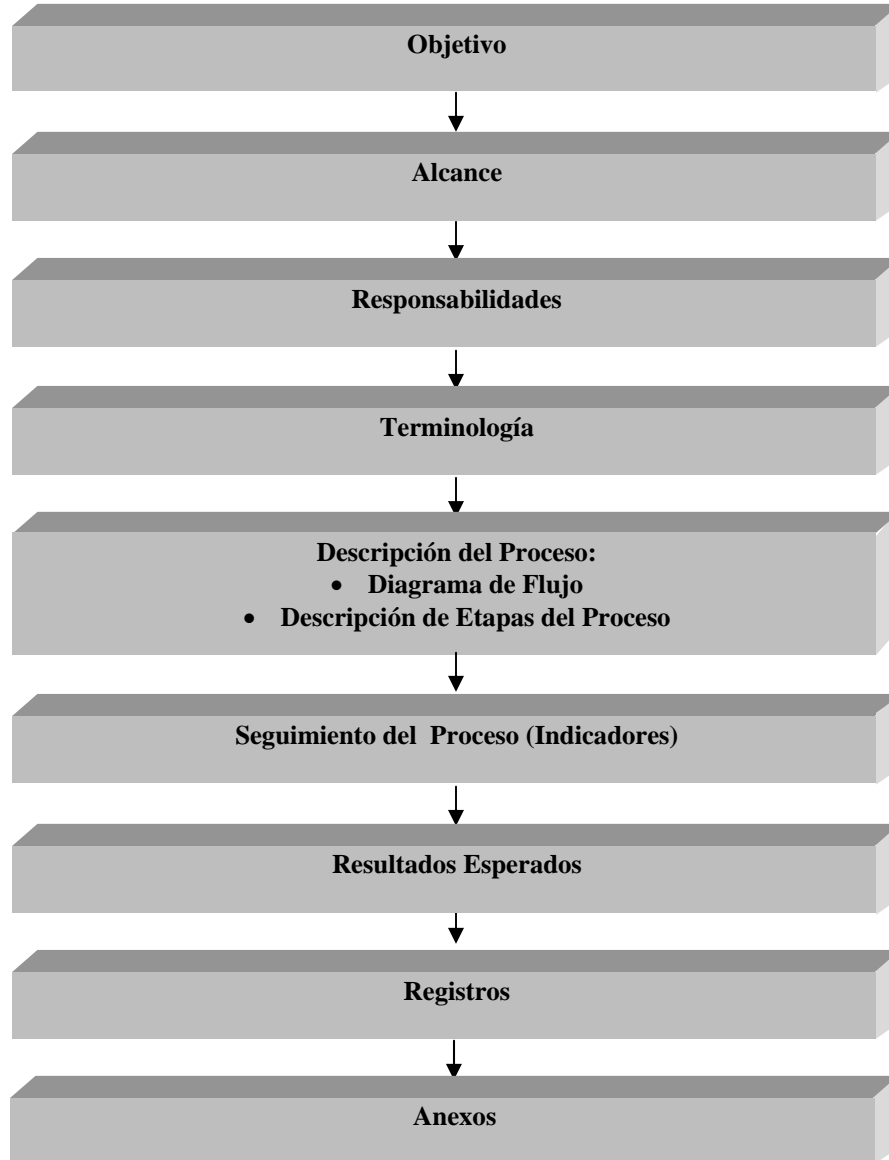 Objetivo
Alcance
Responsabilidades
Terminología
Descripción del Proceso:
• Diagrama de Flujo
• Descripción de Etapas del Proceso
Seguimiento del  Proceso (Indicadores)
Resultados Esperados
Registros
Anexos